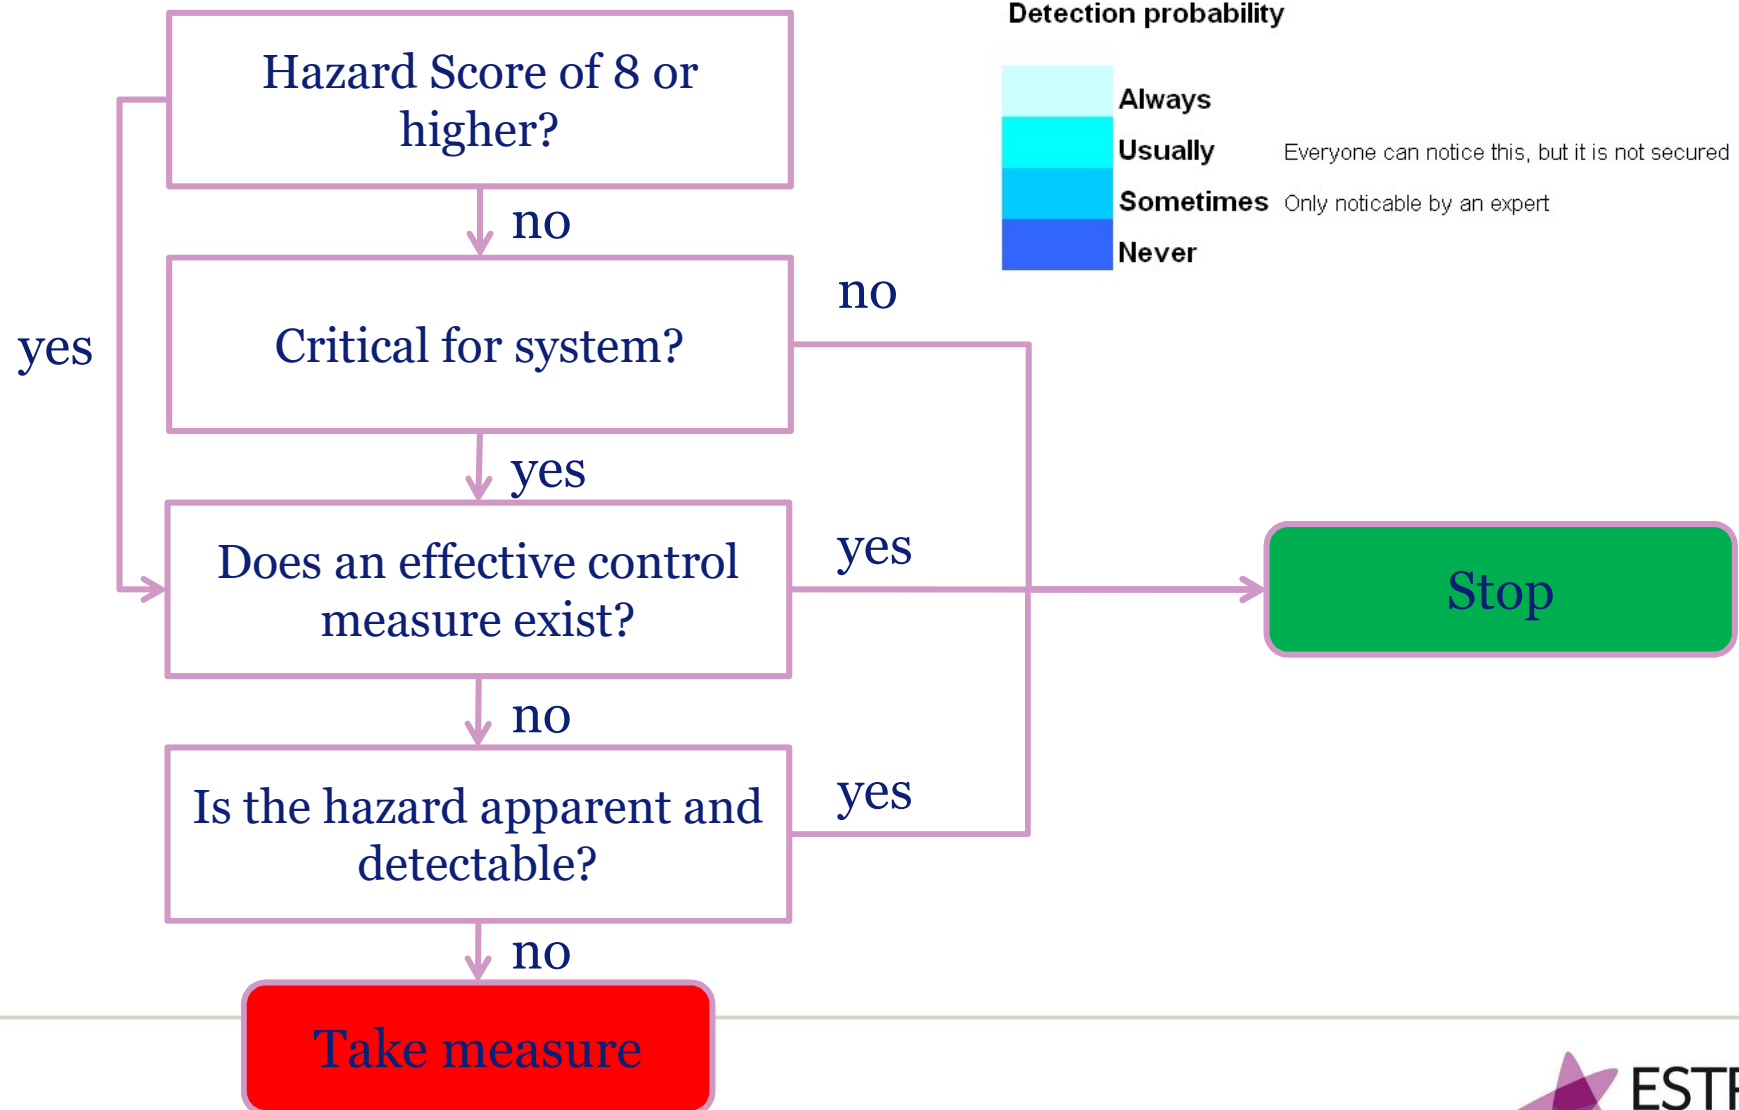 Detection probability
Hazard Score of 8 or
higher?
Always
Usually Everyone can notice this, but it is not secured
Sometimes Only noticable by an expert
Never
no
no
yes
Critical for system?
yes
Does an effective control
measure exist?
yes
Stop
no
Is the hazard apparent and
detectable?
yes
no
Take measure